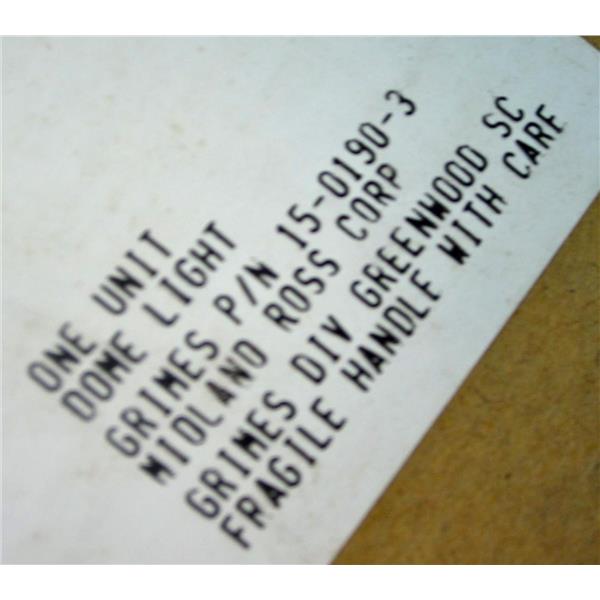 ONE UNIT
DOME LIGHT
GRIMES P/N 15-0190-3
MIDLAND ROSS CORP
GRIMES DIV GREENWOOD SC
FRAGILE HANDLE WITH CARE